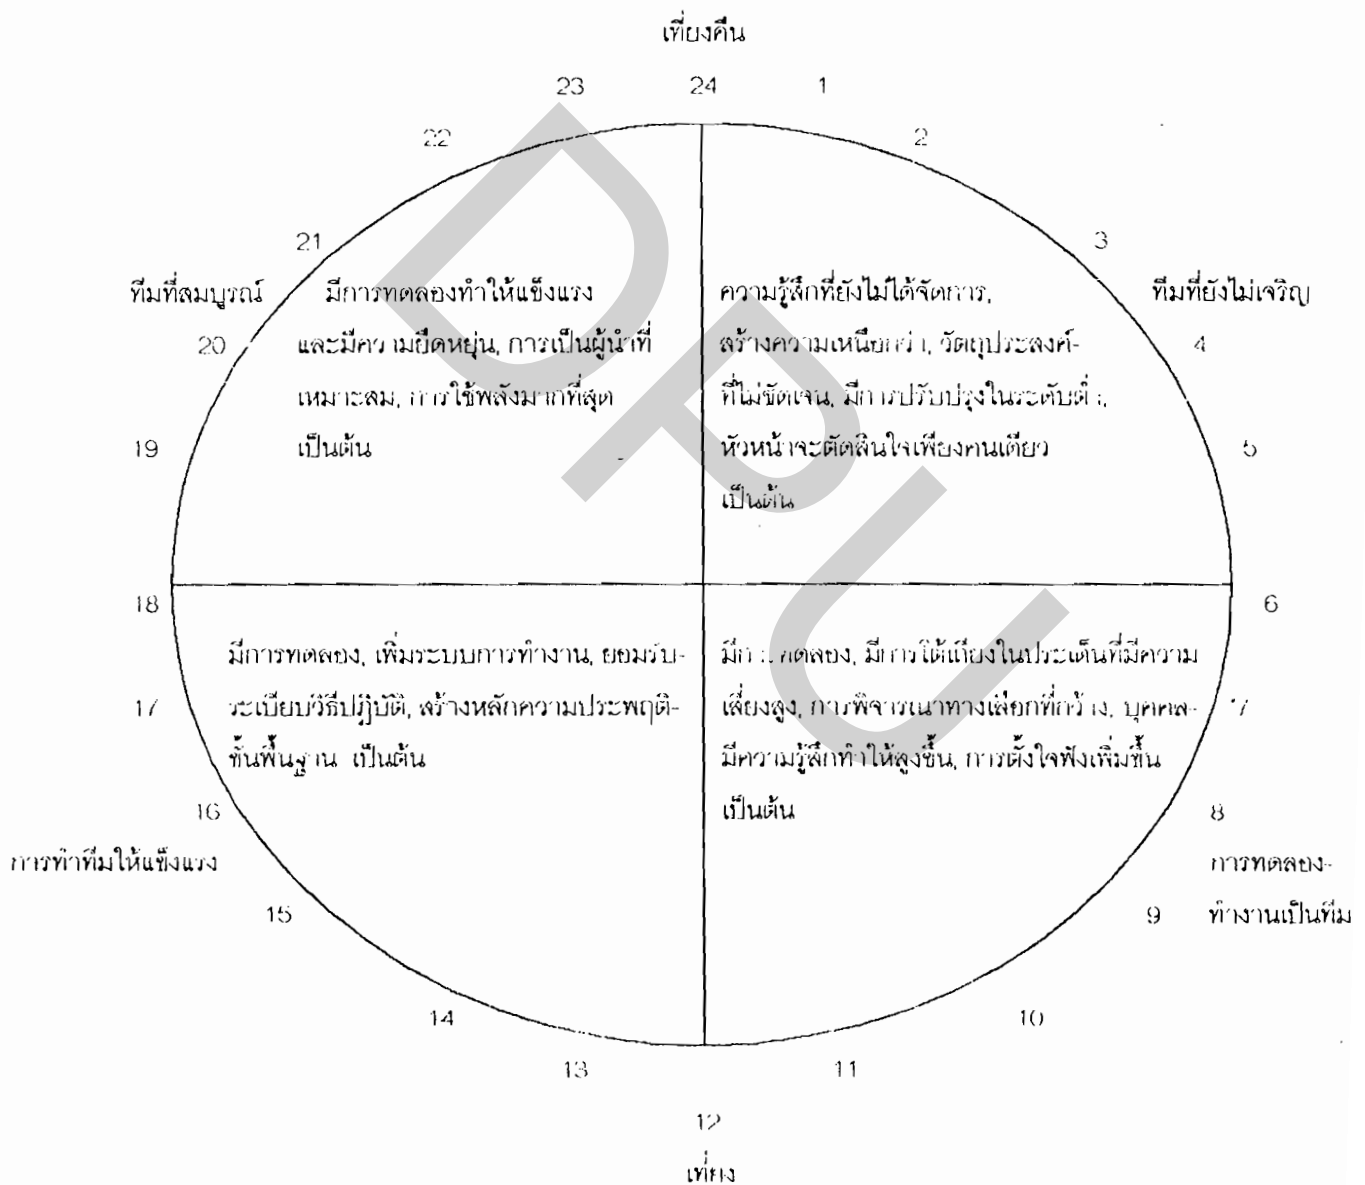 เที่ยงคืน
23 24 1
22 2
21 3
ทีมที่สมบูรณ์ มีการทดลองทำให้แข็งแรง
20 และมีความยืดหยุ่น, การเป็นผู้นำที่
เหมาะสม, การใช้พลังมากที่สุด
19 เป็นต้น
ความรู้สึกที่ยังไม่ได้จัดการ, ทีมที่ยังไม่เจริญ
สร้างความเหนือกว่า, วัตถุประสงค์- 4
ที่ไม่ชัดเจน, มีการปรับปรุงในระดับต่ำ,
หัวหน้าจะตัดสินใจเพียงคนเดียว 5
เป็นต้น
18 6
มีการทดลอง, เพิ่มระบบการทำงาน, ยอมรับ-
17 ระเบียบวิธีปฏิบัติ, สร้างหลักความประพฤติ-
ขั้นพื้นฐาน เป็นต้น
มีการทดลอง, มีการโต้เถียงในประเด็นที่มีความ
เสี่ยงสูง, การพิจารณาทางเลือกที่กว้าง, บุคคล- 7
มีความรู้สึกทำให้สูงขึ้น, การตั้งใจฟังเพิ่มขึ้น
เป็นต้น
16 8
การทำทีมให้แข็งแรง การทดลอง-
15 9 ทำงานเป็นทีม
14 10
13 11
12
เที่ยง
DPU